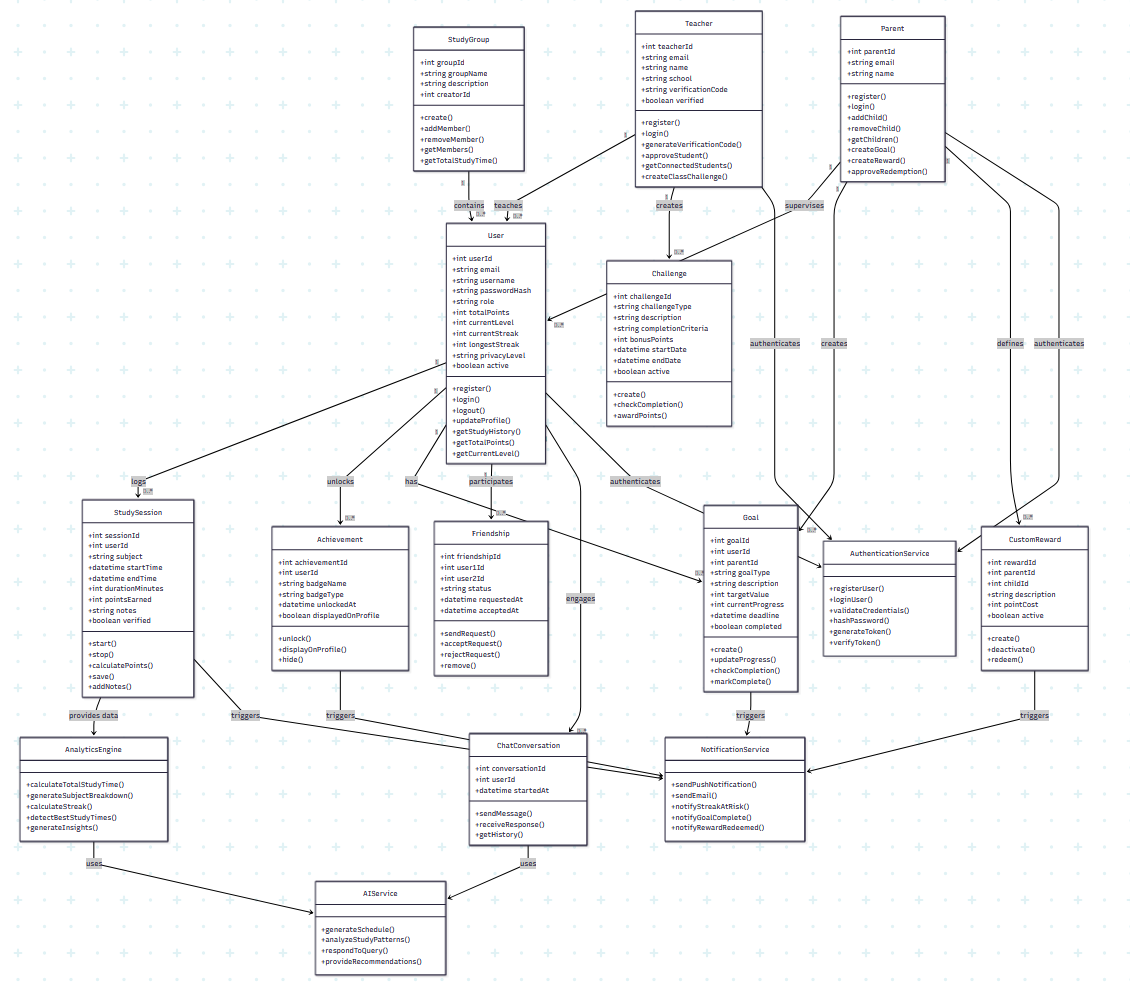 StudyGroup
+int groupId
+string groupName
+string description
+int creatorId
+create()
+addMember()
+removeMember()
+getMembers()
+getTotalStudyTime()
Teacher
+int teacherId
+string email
+string name
+string school
+string verificationCode
+boolean verified
+register()
+login()
+generateVerificationCode()
+approveStudent()
+getConnectedStudents()
+createClassChallenge()
Parent
+int parentId
+string email
+string name
+register()
+login()
+addChild()
+removeChild()
+getChildren()
+createGoal()
+createReward()
+approveRedemption()
contains
teaches
creates
supervises
User
+int userId
+string email
+string username
+string passwordHash
+string role
+int totalPoints
+int currentLevel
+int currentStreak
+int longestStreak
+string privacyLevel
+boolean active
+register()
+login()
+logout()
+updateProfile()
+getStudyHistory()
+getTotalPoints()
+getCurrentLevel()
Challenge
+int challengeId
+string challengeType
+string description
+string completionCriteria
+int bonusPoints
+datetime startDate
+datetime endDate
+boolean active
+create()
+checkCompletion()
+awardPoints()
authenticates
creates
defines
authenticates
logs
unlocks
has
participates
authenticates
StudySession
+int sessionId
+int userId
+string subject
+datetime startTime
+datetime endTime
+int durationMinutes
+int pointsEarned
+string notes
+boolean verified
+start()
+stop()
+calculatePoints()
+save()
+addNotes()
Achievement
+int achievementId
+int userId
+string badgeName
+string badgeType
+datetime unlockedAt
+boolean displayedOnProfile
+unlock()
+displayOnProfile()
+hide()
Friendship
+int friendshipId
+int user1Id
+int user2Id
+string status
+datetime requestedAt
+datetime acceptedAt
+sendRequest()
+acceptRequest()
+rejectRequest()
+remove()
engages
Goal
+int goalId
+int userId
+int parentId
+string goalType
+string description
+int targetValue
+int currentProgress
+datetime deadline
+boolean completed
+create()
+updateProgress()
+checkCompletion()
+markComplete()
AuthenticationService
+registerUser()
+loginUser()
+validateCredentials()
+hashPassword()
+generateToken()
+verifyToken()
CustomReward
+int rewardId
+int parentId
+int childId
+string description
+int pointCost
+boolean active
+create()
+deactivate()
+redeem()
provides data
triggers
triggers
triggers
triggers
AnalyticsEngine
+calculateTotalStudyTime()
+generateSubjectBreakdown()
+calculateStreak()
+detectBestStudyTimes()
+generateInsights()
ChatConversation
+int conversationId
+int userId
+datetime startedAt
+sendMessage()
+receiveResponse()
+getHistory()
NotificationService
+sendPushNotification()
+sendEmail()
+notifyStreakAtRisk()
+notifyGoalComplete()
+notifyRewardRedeemed()
uses
uses
AIService
+generateSchedule()
+analyzeStudyPatterns()
+respondToQuery()
+provideRecommendations()